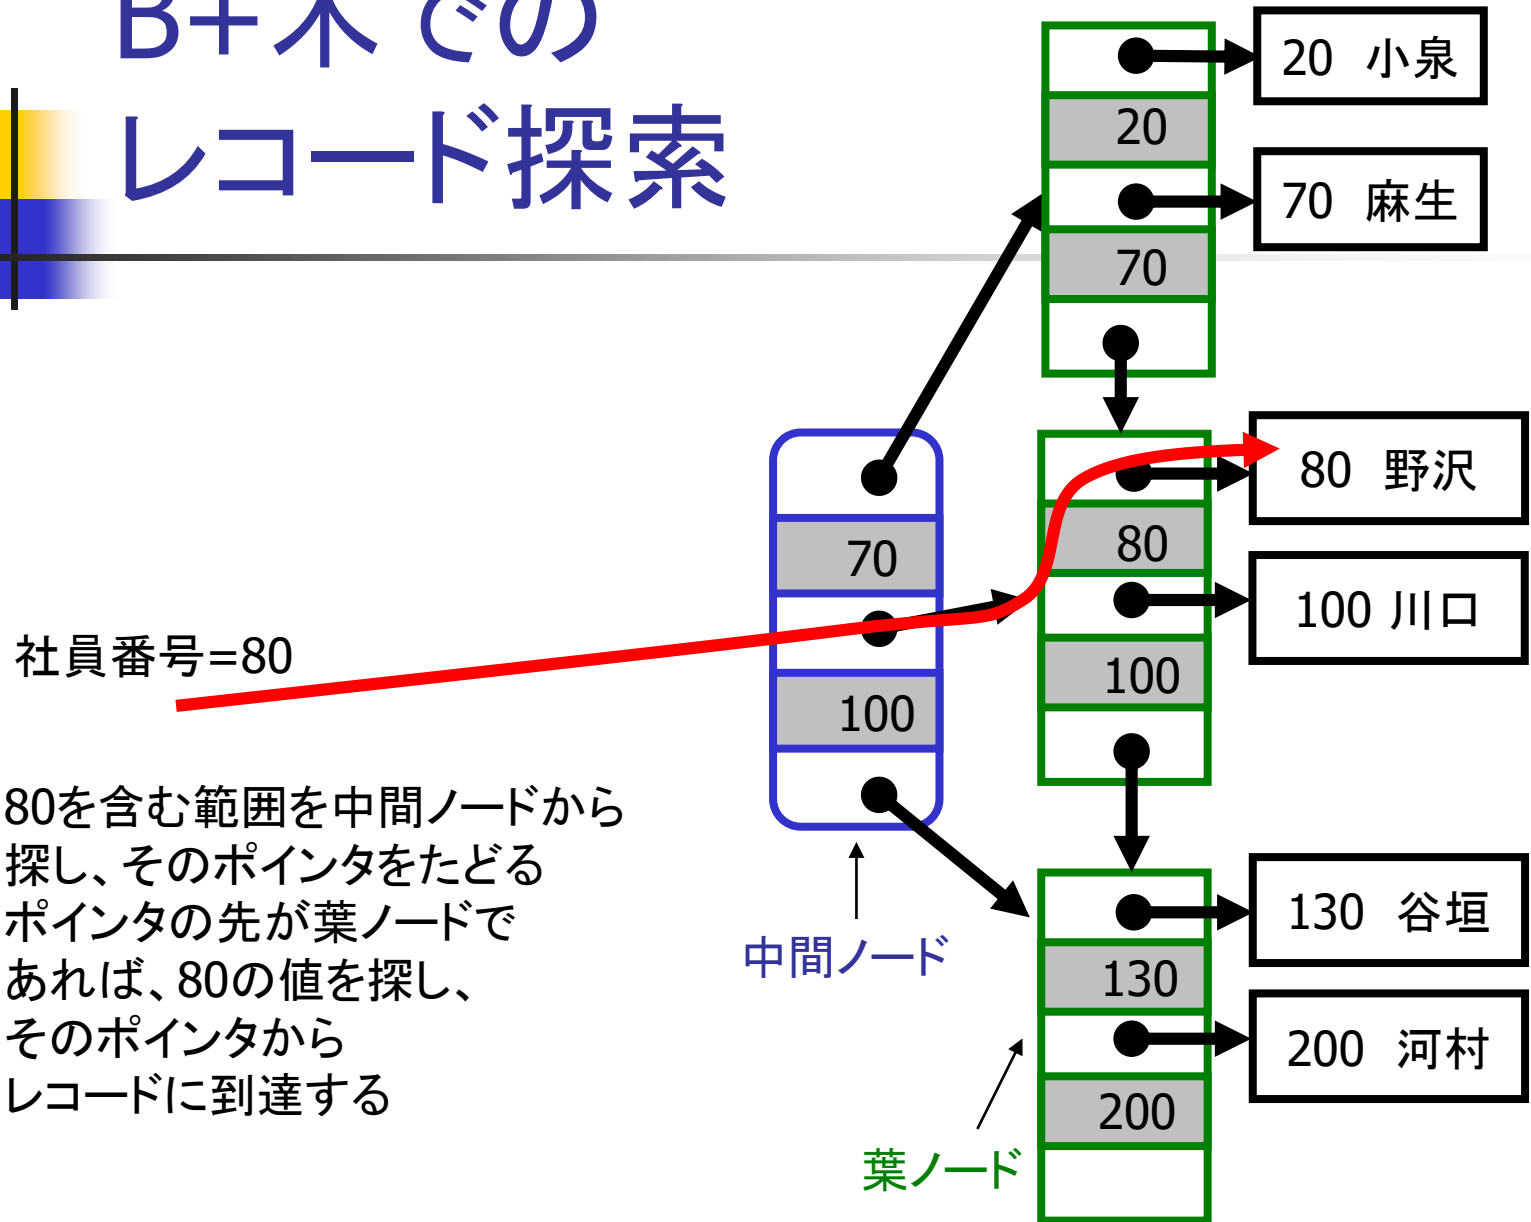 B+木での
レコード探索
20 小泉
20
70 麻生
70
80 野沢
70
80
100 川口
社員番号=80
100
100
80を含む範囲を中間ノードから
探し、そのポインタをたどる
ポインタの先が葉ノードで
あれば、80の値を探し、
そのポインタから
レコードに到達する
中間ノード
130 谷垣
130
200 河村
200
葉ノード